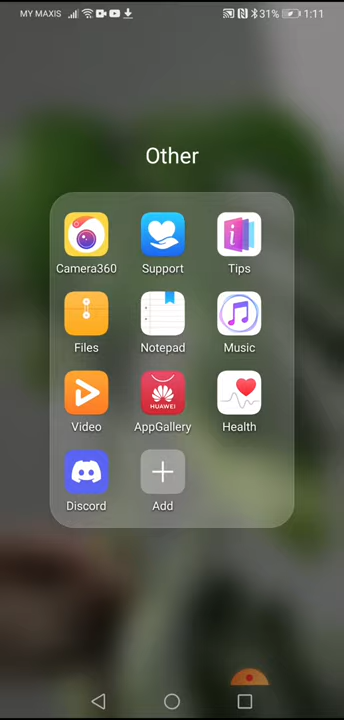 MY MAXIS 31% 1:11
Other
Camera360 Support Tips
Files Notepad Music
HUAWEI
Video AppGallery Health
Discord Add